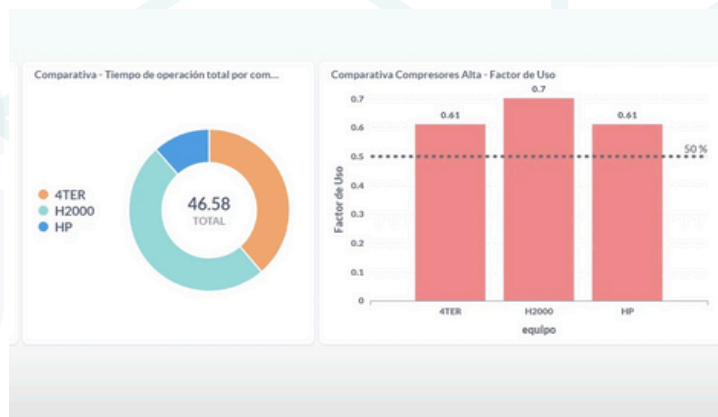 Comparativa - Tiempo de operación total por com...
4TER
H2000
HP
46.58
TOTAL
Comparativa Compresores Alta - Factor de Uso
0.7
0.6
0.5
0.4
0.3
0.2
0.1
0
Factor de Uso
0.61
0.7
0.61
50 %
4TER
H2000
HP
equipo